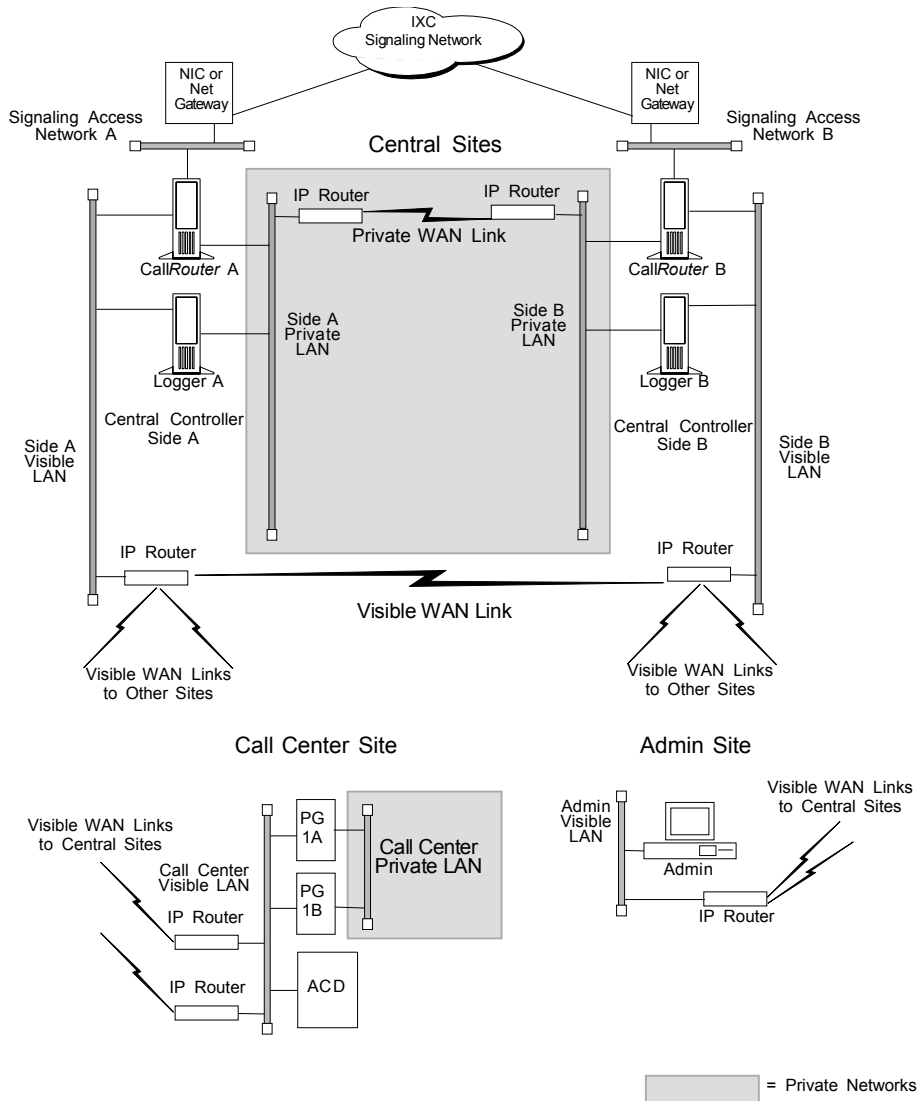 IXC
Signaling Network
NIC or
Net
Gateway
NIC or
Net
Gateway
Signaling Access
Network A
Signaling Access
Network B
Central Sites
IP Router
IP Router
Private WAN Link
CallRouter A
CallRouter B
Side A
Private
LAN
Side B
Private
LAN
Logger A
Logger B
Central Controller
Side A
Central Controller
Side B
Side A
Visible
LAN
Side B
Visible
LAN
IP Router
IP Router
Visible WAN Link
Visible WAN Links
to Other Sites
Visible WAN Links
to Other Sites
Call Center Site
Visible WAN Links
to Central Sites
Call Center
Visible LAN
PG
1A
PG
1B
Call Center
Private LAN
IP Router
IP Router
ACD
Admin Site
Admin
Visible
LAN
Visible WAN Links
to Central Sites
Admin
IP Router
= Private Networks